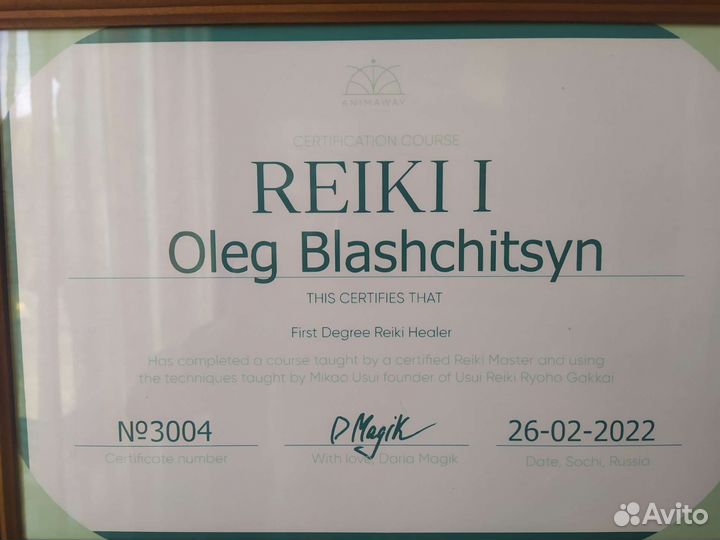 ANIMAWAY
CERTIFICATION COURSE
REIKI I
Oleg Blashchitsyn
THIS CERTIFIES THAT
First Degree Reiki Healer
Has completed a course taught by a certified Reiki Master and using
the techniques taught by Mikao Usui founder of Usui Reiki Ryoho Gakkai
№3004 D Magik 26-02-2022
Certificate number With love, Daria Magik Date, Sochi, Russia
Avito